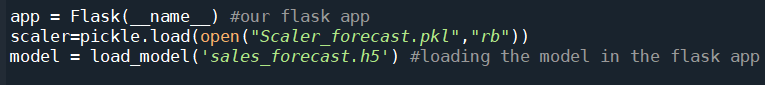 app = Flask(__name__) #our flask app
scaler=pickle.load(open("Scaler_forecast.pkl","rb"))
model = load_model('sales_forecast.h5') #loading the model in the flask app